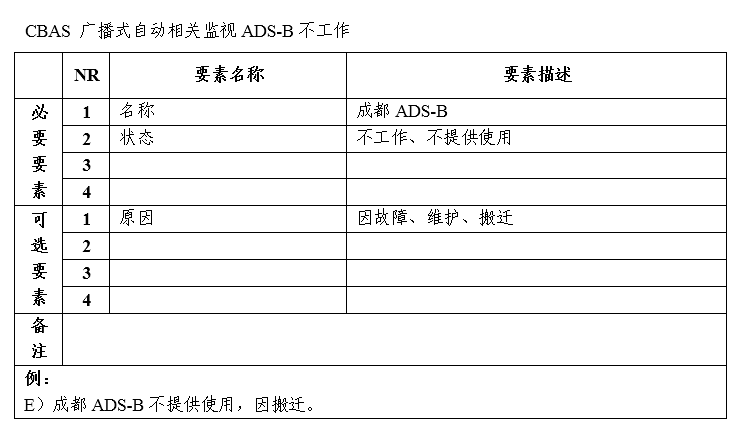 CBAS 广播式自动相关监视 ADS-B 不工作
NR 要素名称 要素描述
必要要素
1 名称 成都 ADS-B
2 状态 不工作、不提供使用
3
4
可选要素
1 原因 因故障、维护、搬迁
2
3
4
备注
例：
E）成都 ADS-B 不提供使用，因搬迁。